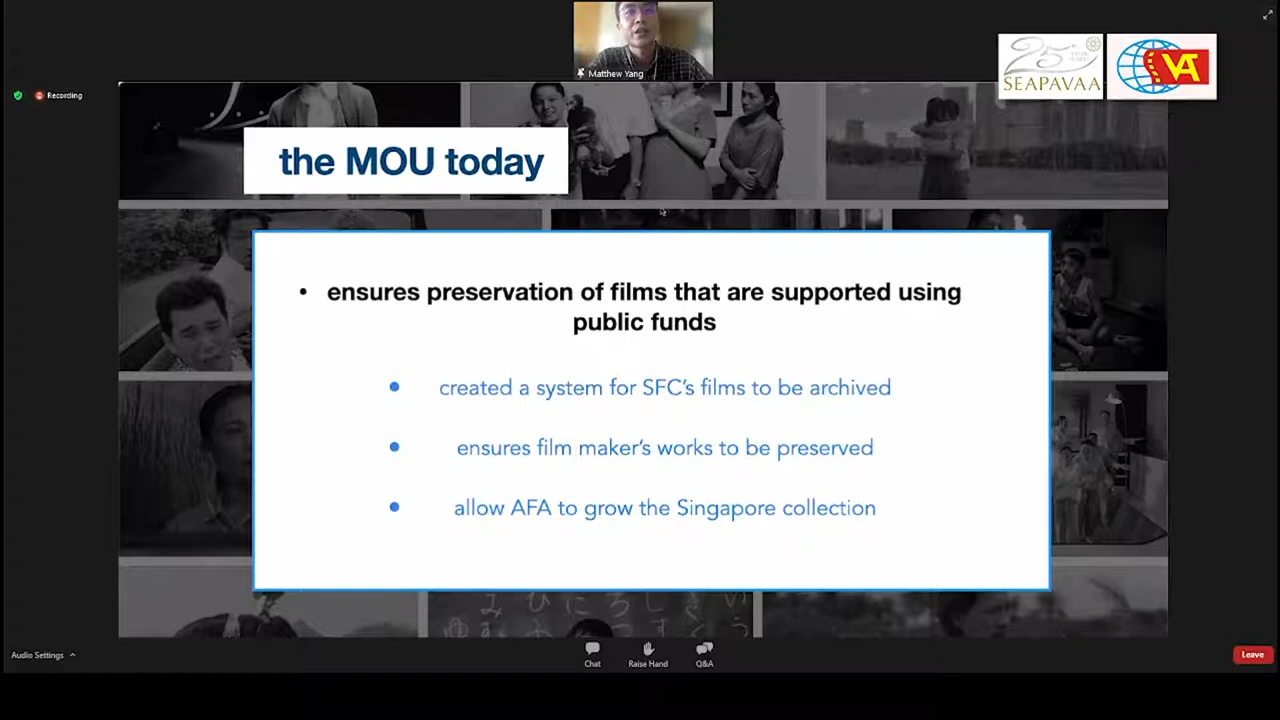 25
SEAPAVAA
VA
Matthew Yang
Recording
the MOU today
• ensures preservation of films that are supported using
public funds
• created a system for SFC's films to be archived
• ensures film maker's works to be preserved
• allow AFA to grow the Singapore collection
Audio Settings
Chat
Raise Hand
Q&A
Leave